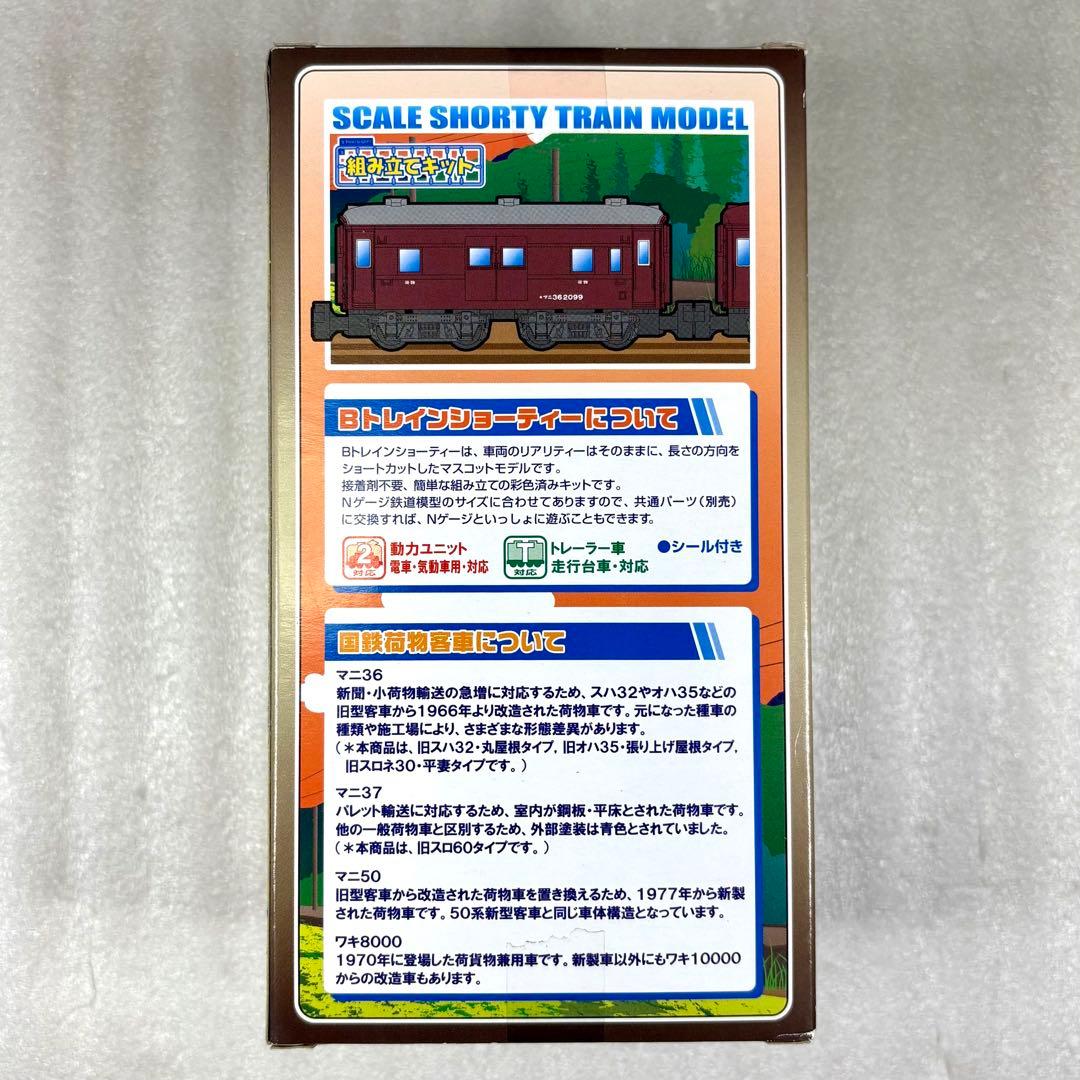 SCALE SHORTY TRAIN MODEL
組み立てキット
荷物
荷物
マニ362099
Bトレインショーティーについて
Bトレインショーティーは、車両のリアリティーはそのままに、長さの方向を
ショートカットしたマスコットモデルです。
接着剤不要、簡単な組み立ての彩色済みキットです。
Nゲージ鉄道模型のサイズに合わせてありますので、共通パーツ（別売）
に交換すれば、Nゲージといっしょに遊ぶこともできます。
2 対応 動力ユニット 電車・気動車用・対応
T 対応 トレーラー車 走行台車・対応
●シール付き
国鉄荷物客車について
マニ36
新聞・小荷物輸送の急増に対応するため、スハ32やオハ35などの
旧型客車から1966年より改造された荷物車です。元になった種車の
種類や施工場により、さまざまな形態差異があります。
（＊本商品は、旧スハ32・丸屋根タイプ，旧オハ35・張り上げ屋根タイプ，
旧スロネ30・平妻タイプです。）
マニ37
パレット輸送に対応するため、室内が鋼板・平床とされた荷物車です。
他の一般荷物車と区別するため、外部塗装は青色とされていました。
（＊本商品は、旧スロ60タイプです。）
マニ50
旧型客車から改造された荷物車を置き換えるため、1977年から新製
された荷物車です。50系新型客車と同じ車体構造となっています。
ワキ8000
1970年に登場した荷貨物兼用車です。新製車以外にもワキ10000
からの改造車もあります。